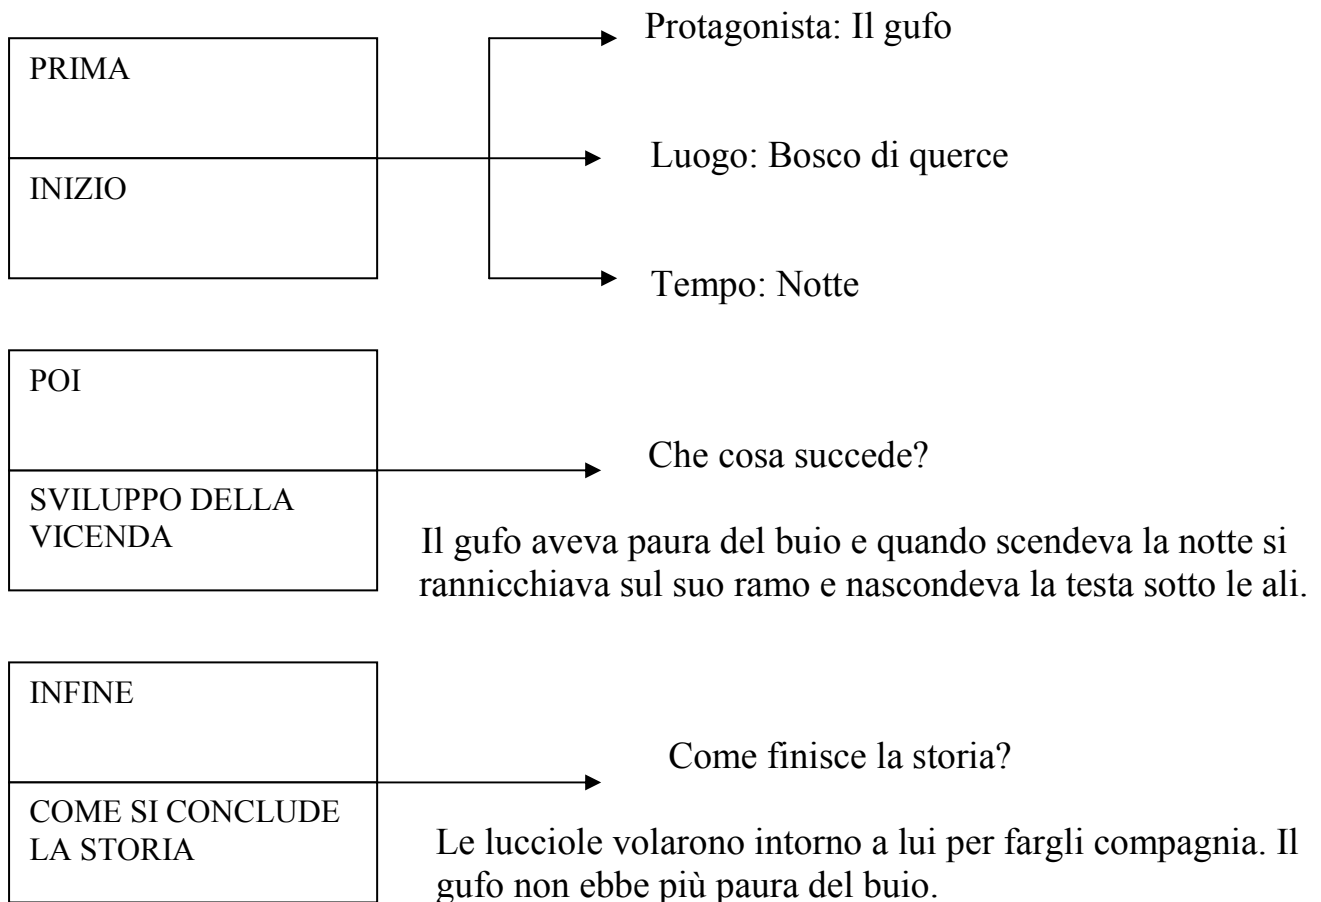 PRIMA
INIZIO
Protagonista: Il gufo
Luogo: Bosco di querce
Tempo: Notte
POI
SVILUPPO DELLA
VICENDA
Che cosa succede?
Il gufo aveva paura del buio e quando scendeva la notte si
rannicchiava sul suo ramo e nascondeva la testa sotto le ali.
INFINE
COME SI CONCLUDE
LA STORIA
Come finisce la storia?
Le lucciole volarono intorno a lui per fargli compagnia. Il
gufo non ebbe più paura del buio.